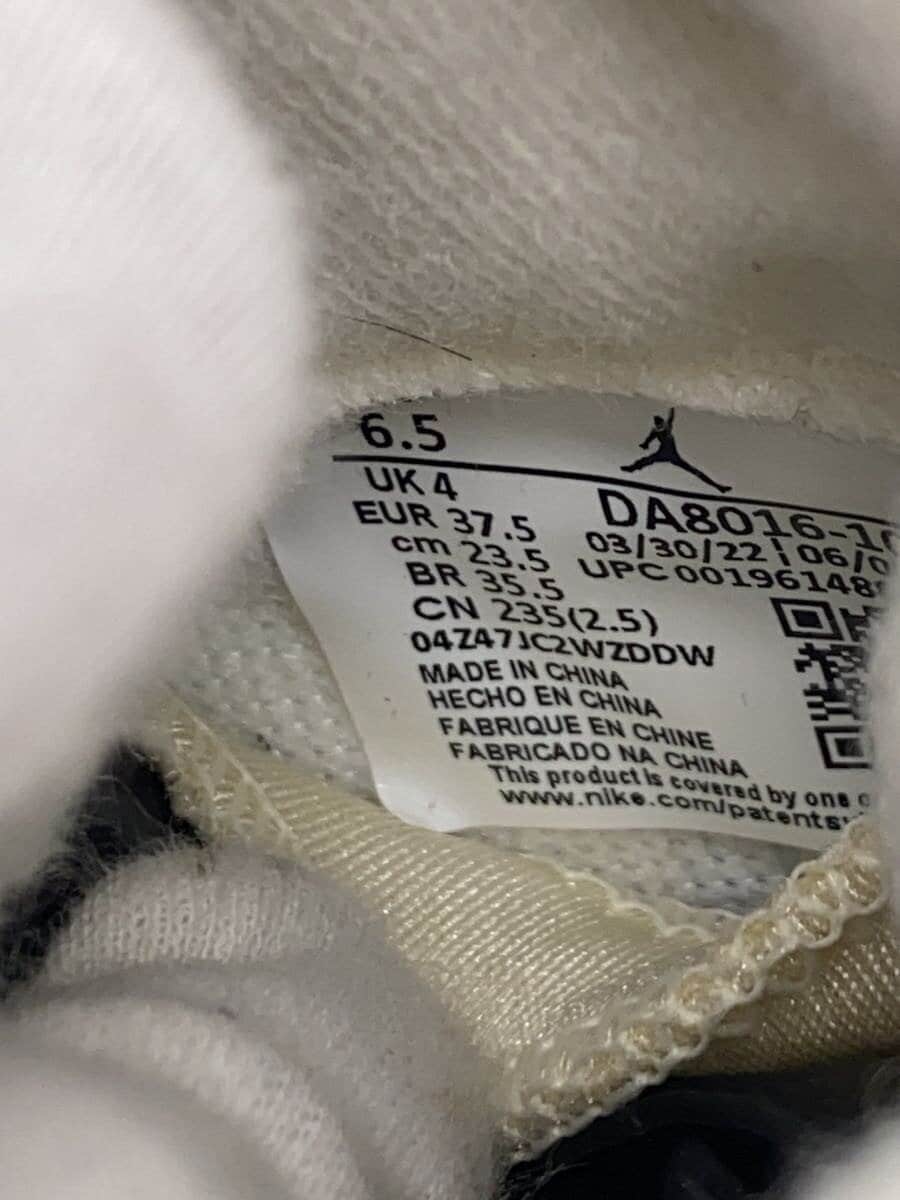 6.5
UK 4
EUR 37.5
cm 23.5
BR 35.5
CN 235(2.5)
DA8016-1
03/30/22 06/
UPC 00196148
04Z47JC2WZDDW
MADE IN CHINA
HECHO EN CHINA
FABRIQUE EN CHINE
FABRICADO NA CHINA
This product is covered by one
www.nike.com/patents